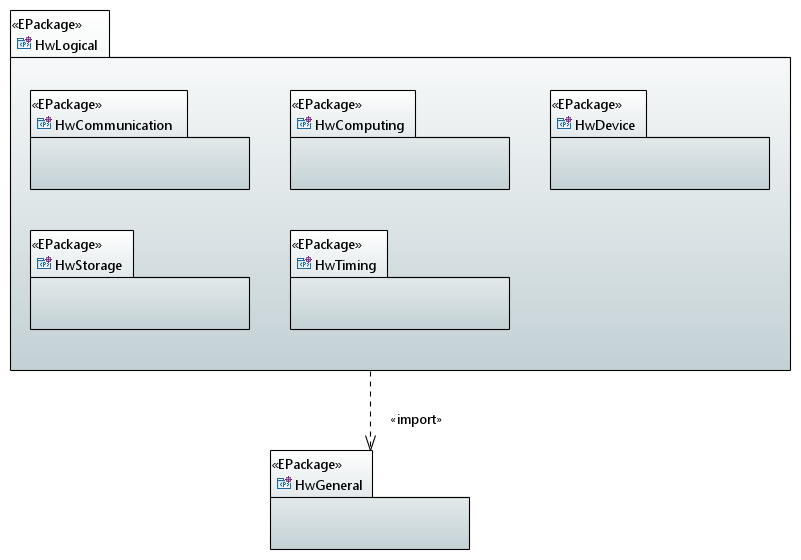 «EPackage»
HwLogical
«EPackage»
HwCommunication
«EPackage»
HwComputing
«EPackage»
HwDevice
«EPackage»
HwStorage
«EPackage»
HwTiming
«import»
«EPackage»
HwGeneral